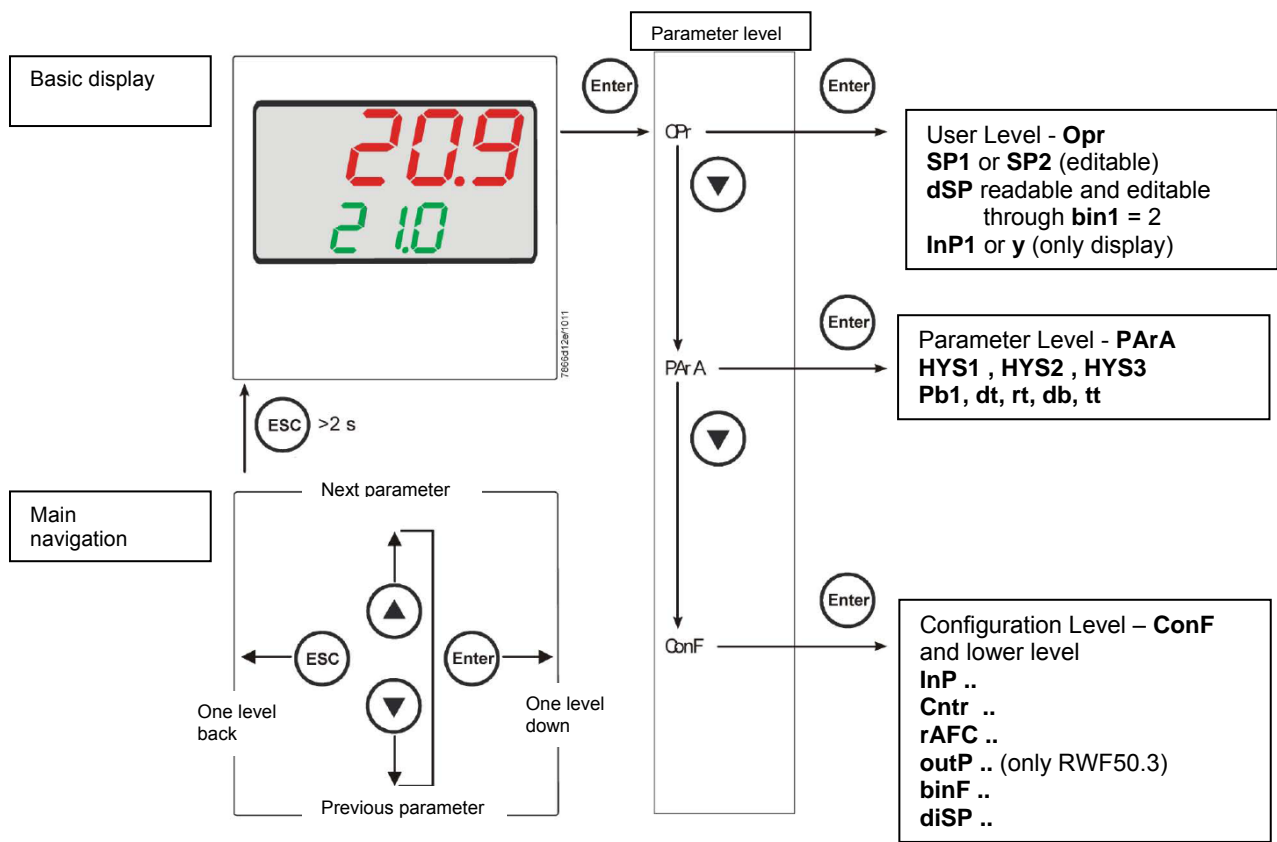 Parameter level
Basic display
Enter
Enter
20.9
21.0
OPr
User Level - Opr
SP1 or SP2 (editable)
dSP readable and editable
through bin1 = 2
InP1 or y (only display)
7866d12e/1011
Enter
PArA
Parameter Level - PArA
HYS1 , HYS2 , HYS3
Pb1, dt, rt, db, tt
ESC >2 s
Main
navigation
Next parameter
ESC
Enter
One level
back
One level
down
Previous parameter
Enter
ConF
Configuration Level – ConF
and lower level
InP ..
Cntr ..
rAFC ..
outP .. (only RWF50.3)
binF ..
diSP ..